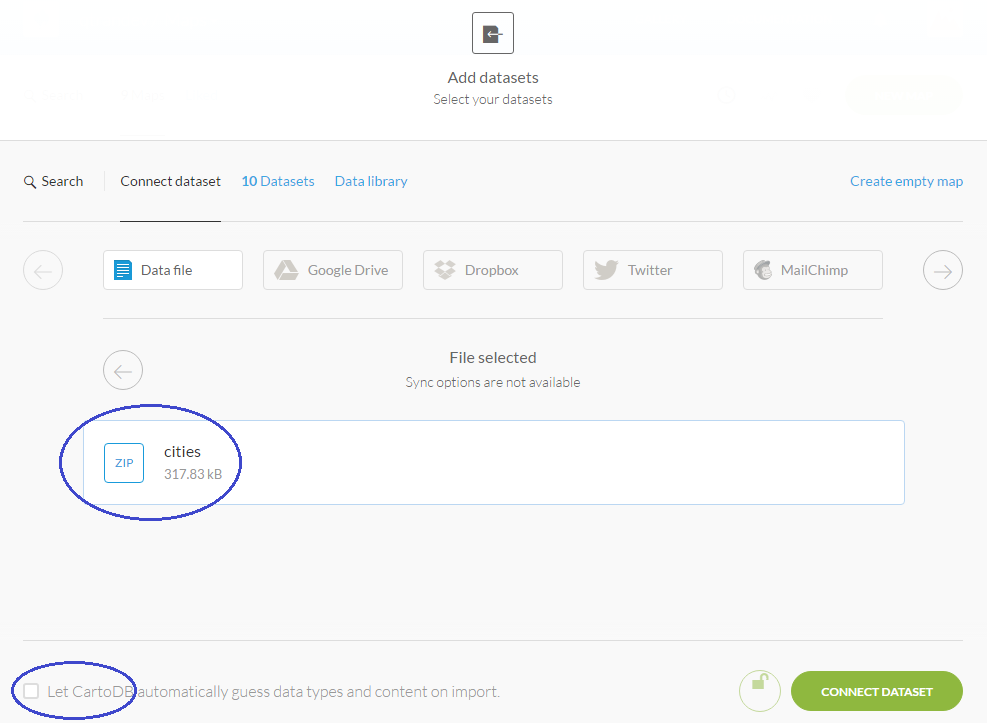 Add datasets
Select your datasets
Search Connect dataset 10 Datasets Data library Create empty map
Data file Google Drive Dropbox Twitter MailChimp
File selected
Sync options are not available
ZIP cities
317.83 kB
Let CartoDB automatically guess data types and content on import. CONNECT DATASET